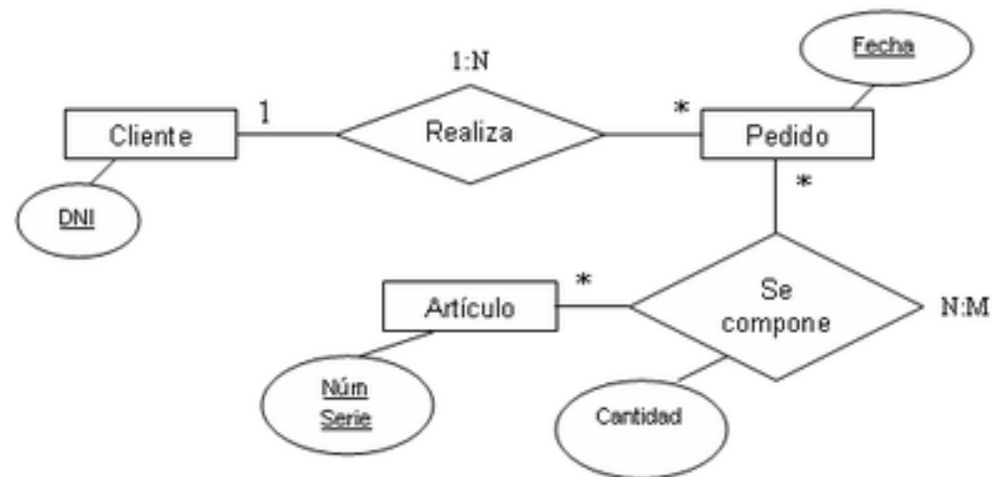 Fecha
1:N
Cliente
1
Realiza
*
Pedido
*
DNI
Artículo
*
Se
compone
N:M
Núm
Serie
Cantidad